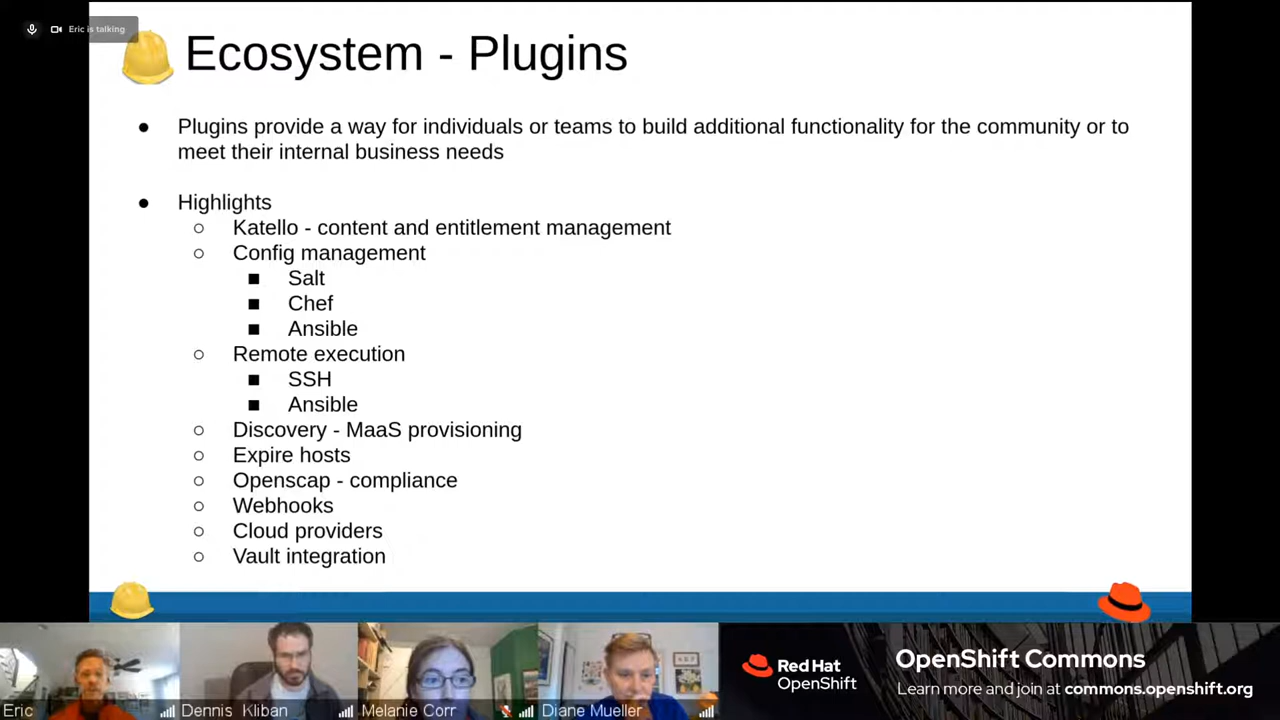 Eric is talking
Ecosystem - Plugins
● Plugins provide a way for individuals or teams to build additional functionality for the community or to
meet their internal business needs
● Highlights
○ Katello - content and entitlement management
○ Config management
■ Salt
■ Chef
■ Ansible
○ Remote execution
■ SSH
■ Ansible
○ Discovery - MaaS provisioning
○ Expire hosts
○ Openscap - compliance
○ Webhooks
○ Cloud providers
○ Vault integration
Eric
Dennis Kliban
Melanie Corr
Diane Mueller
Red Hat
OpenShift
OpenShift Commons
Learn more and join at commons.openshift.org